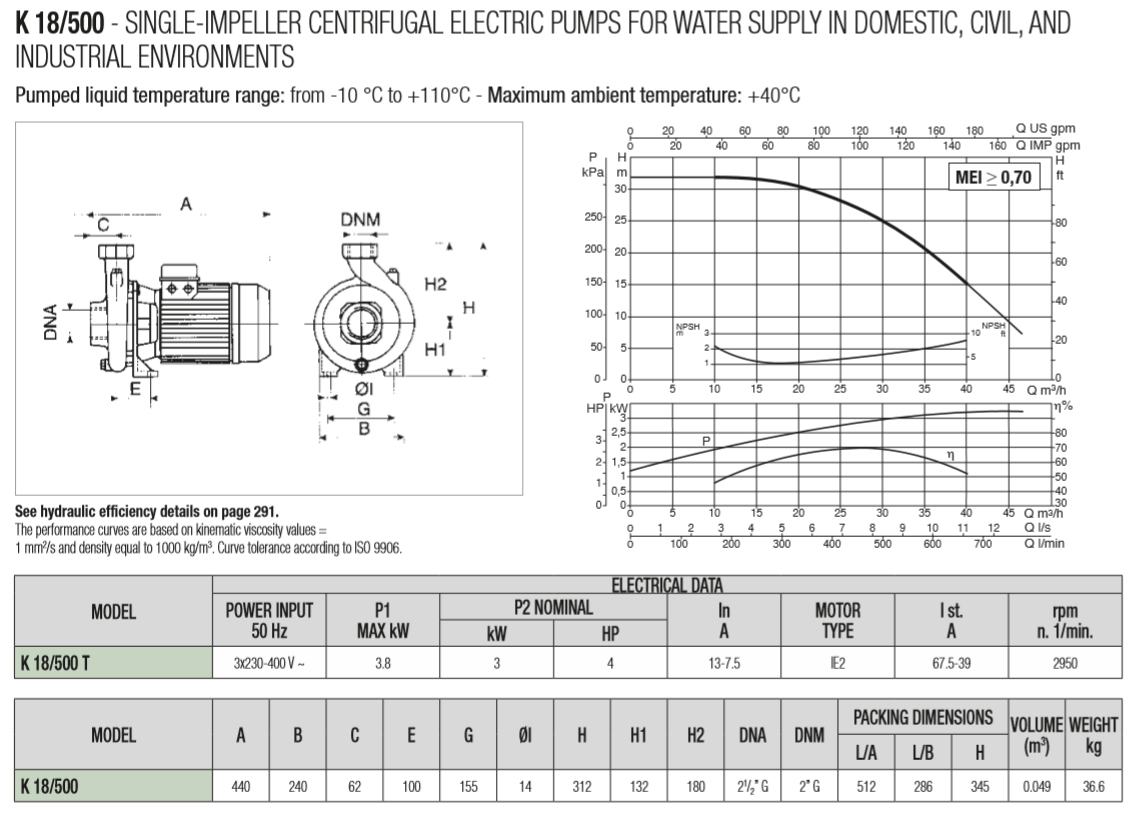 K 18/500 - SINGLE-IMPELLER CENTRIFUGAL ELECTRIC PUMPS FOR WATER SUPPLY IN DOMESTIC, CIVIL, AND
INDUSTRIAL ENVIRONMENTS
Pumped liquid temperature range: from -10 °C to +110°C - Maximum ambient temperature: +40°C
A
C
DNA
E
DNM
H2
H
H1
ØI
G
B
0 20 40 60 80 100 120 140 160 180 Q US gpm
0 20 40 60 80 100 120 140 160 Q IMP gpm
P H H
kPa m ft
MEI ≥ 0,70
30
250 25 80
200 20 60
150 15
40
100 10
NPSH m 3 10 NPSH ft
2
1 5
50 5 20
0 0 0
0 5 10 15 20 25 30 35 40 45 Q m³/h
P
HP kW η%
3
3 2,5 80
P
2 70
η
2 1,5 60
1 1 50
0,5 40
0 0 30
0 5 10 15 20 25 30 35 40 45 Q m³/h
0 1 2 3 4 5 6 7 8 9 10 11 12 Q l/s
0 100 200 300 400 500 600 700 Q l/min
See hydraulic efficiency details on page 291.
The performance curves are based on kinematic viscosity values =
1 mm²/s and density equal to 1000 kg/m³. Curve tolerance according to ISO 9906.
MODEL
ELECTRICAL DATA
POWER INPUT 50 Hz
P1 MAX kW
P2 NOMINAL
kW HP
In A
MOTOR TYPE
I st. A
rpm n. 1/min.
K 18/500 T 3x230-400 V ~ 3.8 3 4 13-7.5 IE2 67.5-39 2950
MODEL A B C E G ØI H H1 H2 DNA DNM
PACKING DIMENSIONS
L/A L/B H
VOLUME (m³)
WEIGHT kg
K 18/500 440 240 62 100 155 14 312 132 180 2½" G 2" G 512 286 345 0.049 36.6